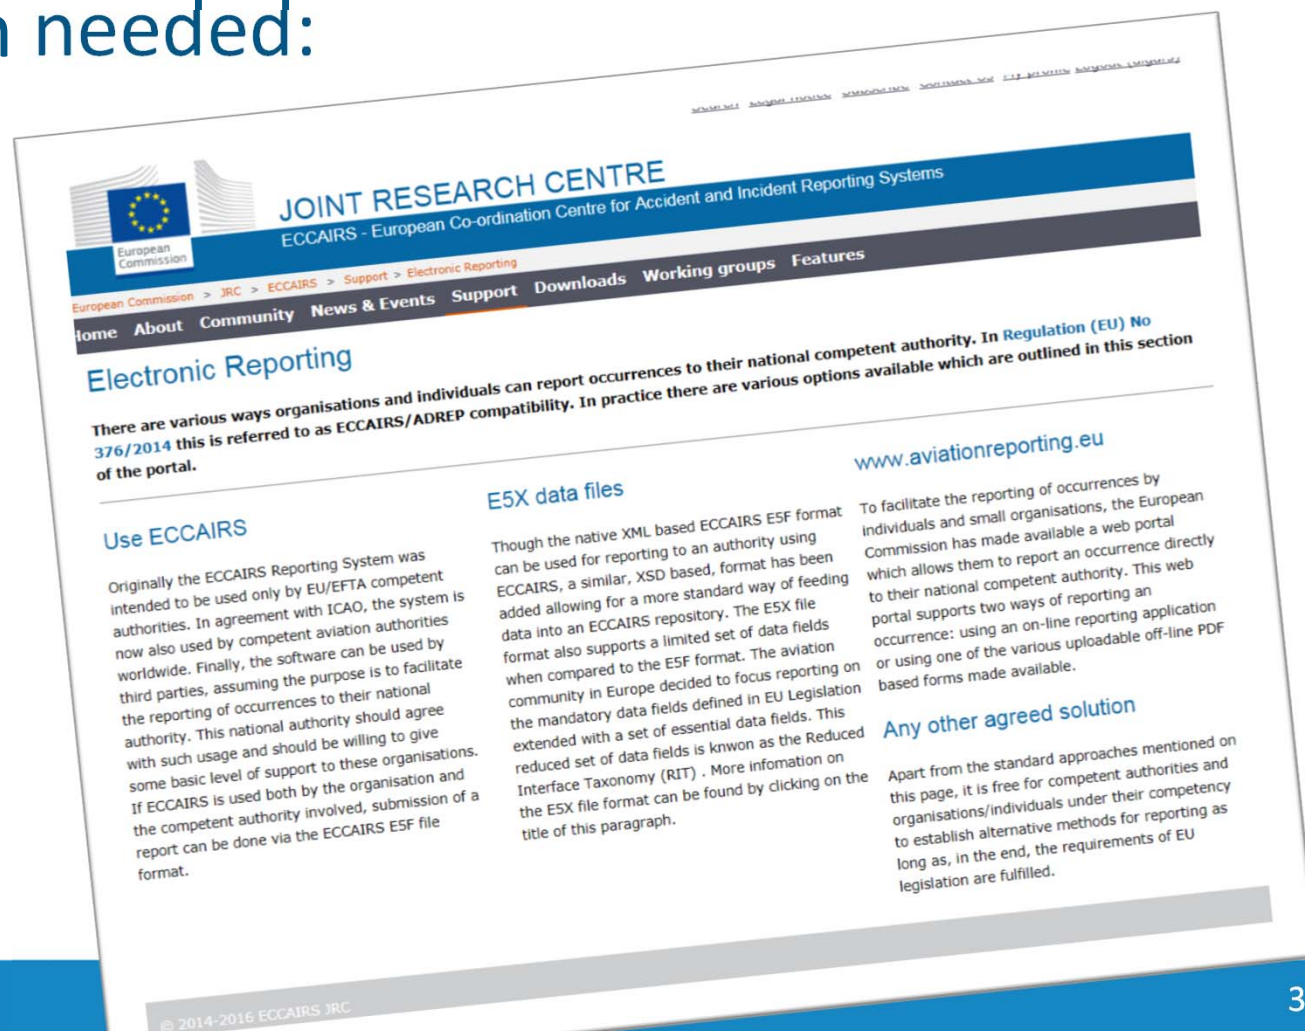 needed:
Search Legal notice Subscribe Contact Us My profile Logout
European
Commission
JOINT RESEARCH CENTRE
ECCAIRS - European Co-ordination Centre for Accident and Incident Reporting Systems
European Commission > JRC > ECCAIRS > Support > Electronic Reporting
Home About Community News & Events Support Downloads Working groups Features
Electronic Reporting
There are various ways organisations and individuals can report occurrences to their national competent authority. In Regulation (EU) No
376/2014 this is referred to as ECCAIRS/ADREP compatibility. In practice there are various options available which are outlined in this section
of the portal.
Use ECCAIRS
Originally the ECCAIRS Reporting System was
intended to be used only by EU/EFTA competent
authorities. In agreement with ICAO, the system is
now also used by competent aviation authorities
worldwide. Finally, the software can be used by
third parties, assuming the purpose is to facilitate
the reporting of occurrences to their national
authority. This national authority should agree
with such usage and should be willing to give
some basic level of support to these organisations.
If ECCAIRS is used both by the organisation and
the competent authority involved, submission of a
report can be done via the ECCAIRS E5F file
format.
E5X data files
Though the native XML based ECCAIRS E5F format
can be used for reporting to an authority using
ECCAIRS, a similar, XSD based, format has been
added allowing for a more standard way of feeding
data into an ECCAIRS repository. The E5X file
format also supports a limited set of data fields
when compared to the E5F format. The aviation
community in Europe decided to focus reporting on
the mandatory data fields defined in EU Legislation
extended with a set of essential data fields. This
reduced set of data fields is knwon as the Reduced
Interface Taxonomy (RIT) . More infomation on
the E5X file format can be found by clicking on the
title of this paragraph.
www.aviationreporting.eu
To facilitate the reporting of occurrences by
individuals and small organisations, the European
Commission has made available a web portal
which allows them to report an occurrence directly
to their national competent authority. This web
portal supports two ways of reporting an
occurrence: using an on-line reporting application
or using one of the various uploadable off-line PDF
based forms made available.
Any other agreed solution
Apart from the standard approaches mentioned on
this page, it is free for competent authorities and
organisations/individuals under their competency
to establish alternative methods for reporting as
long as, in the end, the requirements of EU
legislation are fulfilled.
© 2014-2016 ECCAIRS JRC
3